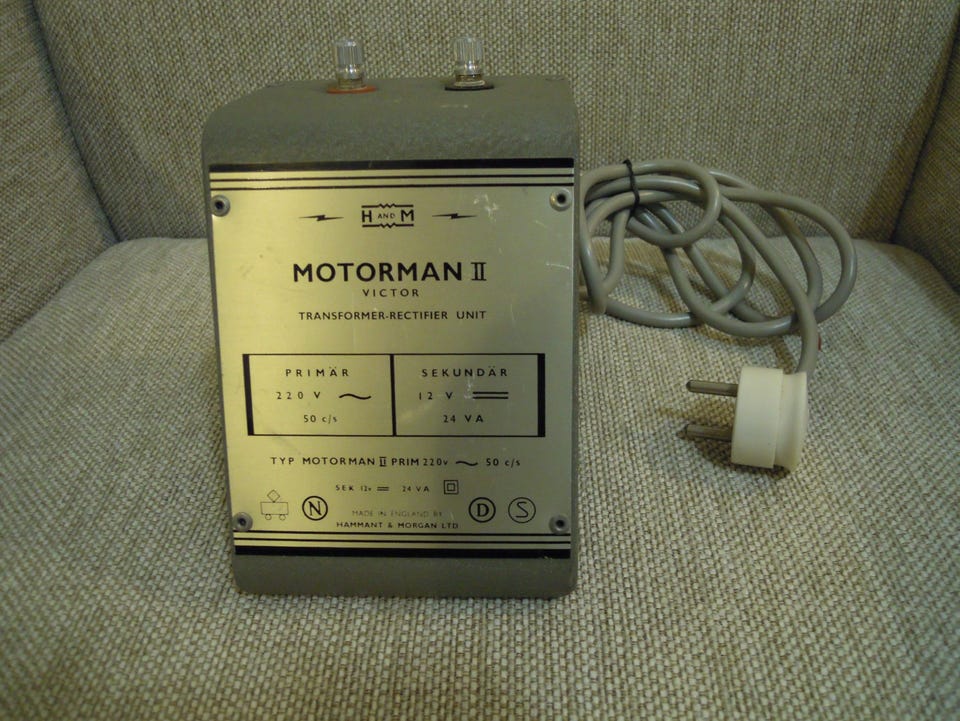 H AND M
MOTORMAN II
VICTOR
TRANSFORMER-RECTIFIER UNIT
PRIMÄR
220 V ~
50 c/s
SEKUNDÄR
12 V ⎓
24 VA
TYP MOTORMAN II PRIM 220v ~ 50 c/s
SEK 12v ⎓ 24 VA
N
MADE IN ENGLAND BY
HAMMANT & MORGAN LTD
D
S